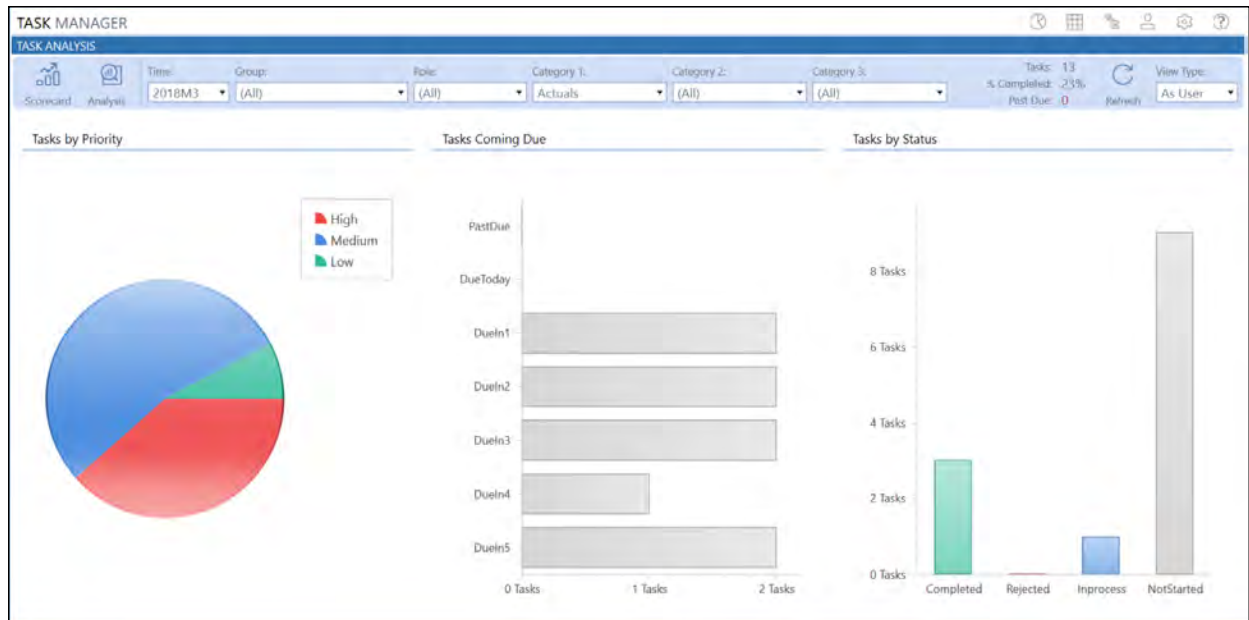 TASK MANAGER
TASK ANALYSIS
Scorecard
Analysis
Time:
2018M3
Group:
(All)
Role:
(All)
Category 1:
Actuals
Category 2:
(All)
Category 3:
(All)
Tasks: 13
% Completed: 23%
Past Due: 0
Refresh
View Type:
As User
Tasks by Priority
High
Medium
Low
Tasks Coming Due
PastDue
DueToday
DueIn1
DueIn2
DueIn3
DueIn4
DueIn5
0 Tasks 1 Tasks 2 Tasks
Tasks by Status
8 Tasks
6 Tasks
4 Tasks
2 Tasks
0 Tasks
Completed Rejected Inprocess NotStarted